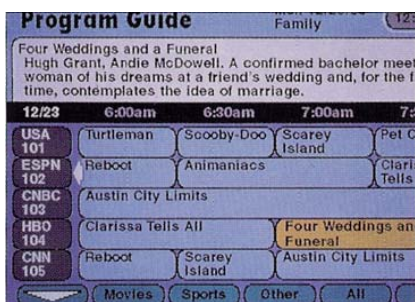 Program Guide
Family
12
Four Weddings and a Funeral
Hugh Grant, Andie McDowell. A confirmed bachelor meet
woman of his dreams at a friend's wedding and, for the f
time, contemplates the idea of marriage.
12/23 6:00am 6:30am 7:00am 7:
USA
101
Turtleman Scooby-Doo Scarey
Island Pet C
ESPN
102
Reboot Animaniacs Clari
Tells
CNBC
103
Austin City Limits
HBO
104
Clarissa Tells All Four Weddings an
Funeral
CNN
105
Reboot Scarey
Island Austin City Limits
Movies Sports Other All